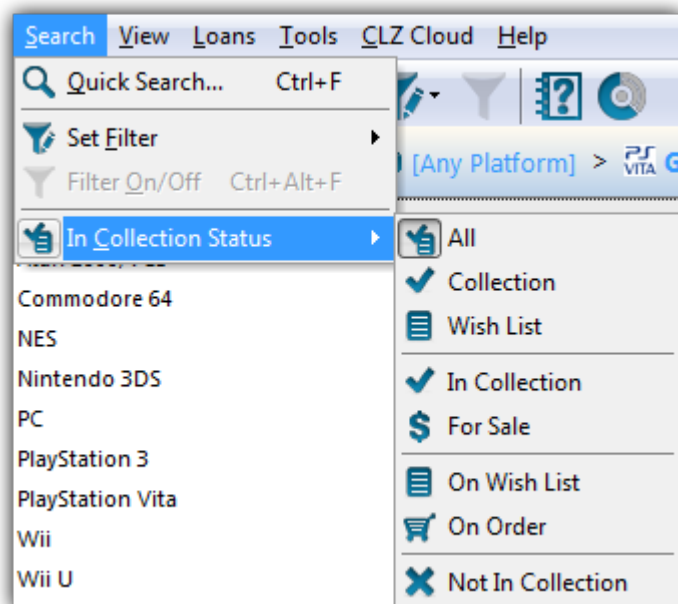 Search View Loans Tools CLZ Cloud Help
Quick Search... Ctrl+F
Set Filter
[Any Platform] > PS VITA G
Filter On/Off Ctrl+Alt+F
In Collection Status
All
Collection
Wish List
In Collection
For Sale
On Wish List
On Order
Not In Collection
Commodore 64
NES
Nintendo 3DS
PC
PlayStation 3
PlayStation Vita
Wii
Wii U